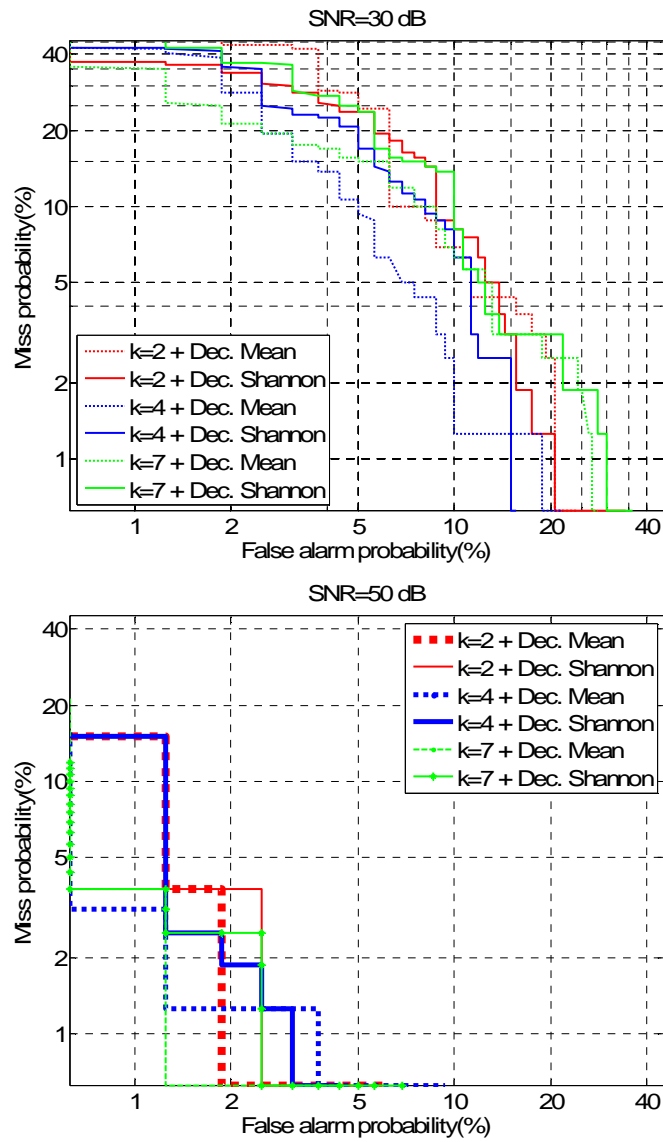 SNR=30 dB
40
20
10
5
2
1
Miss probability(%)
k=2 + Dec. Mean
k=2 + Dec. Shannon
k=4 + Dec. Mean
k=4 + Dec. Shannon
k=7 + Dec. Mean
k=7 + Dec. Shannon
1 2 5 10 20 40
False alarm probability(%)
SNR=50 dB
40
20
10
5
2
1
Miss probability(%)
k=2 + Dec. Mean
k=2 + Dec. Shannon
k=4 + Dec. Mean
k=4 + Dec. Shannon
k=7 + Dec. Mean
k=7 + Dec. Shannon
1 2 5 10 20 40
False alarm probability(%)